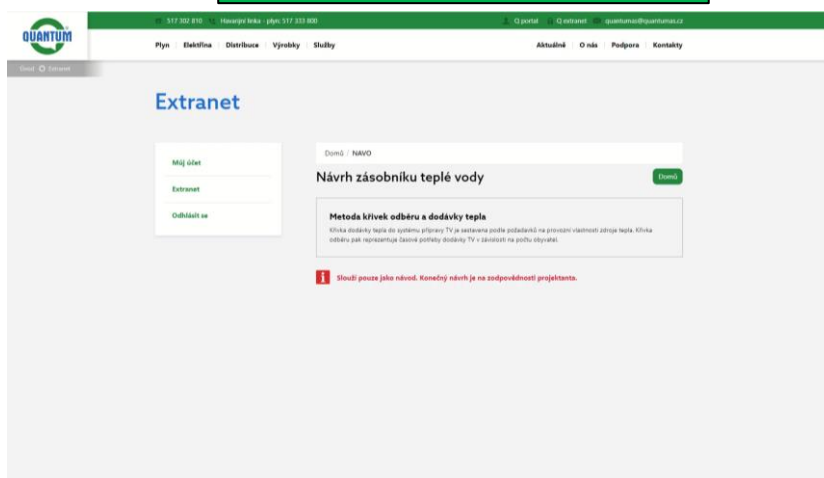 517 302 810 Havarijní linka - plyn: 517 333 800 Q portal Q extranet quantumas@quantumas.cz
QUANTUM
Plyn Elektřina Distribuce Výrobky Služby Aktuálně O nás Podpora Kontakty
Úvod Extranet
Extranet
Můj účet
Extranet
Odhlásit se
Domů / NAVO
Návrh zásobníku teplé vody
Domů
Metoda křivek odběru a dodávky tepla
Křivka dodávky tepla do systému přípravy TV je sestavena podle požadavků na provozní vlastnosti zdroje tepla. Křivka
odběru pak reprezentuje časové potřeby dodávky TV v závislosti na počtu obyvatel.
Slouží pouze jako návod. Konečný návrh je na zodpovědnosti projektanta.